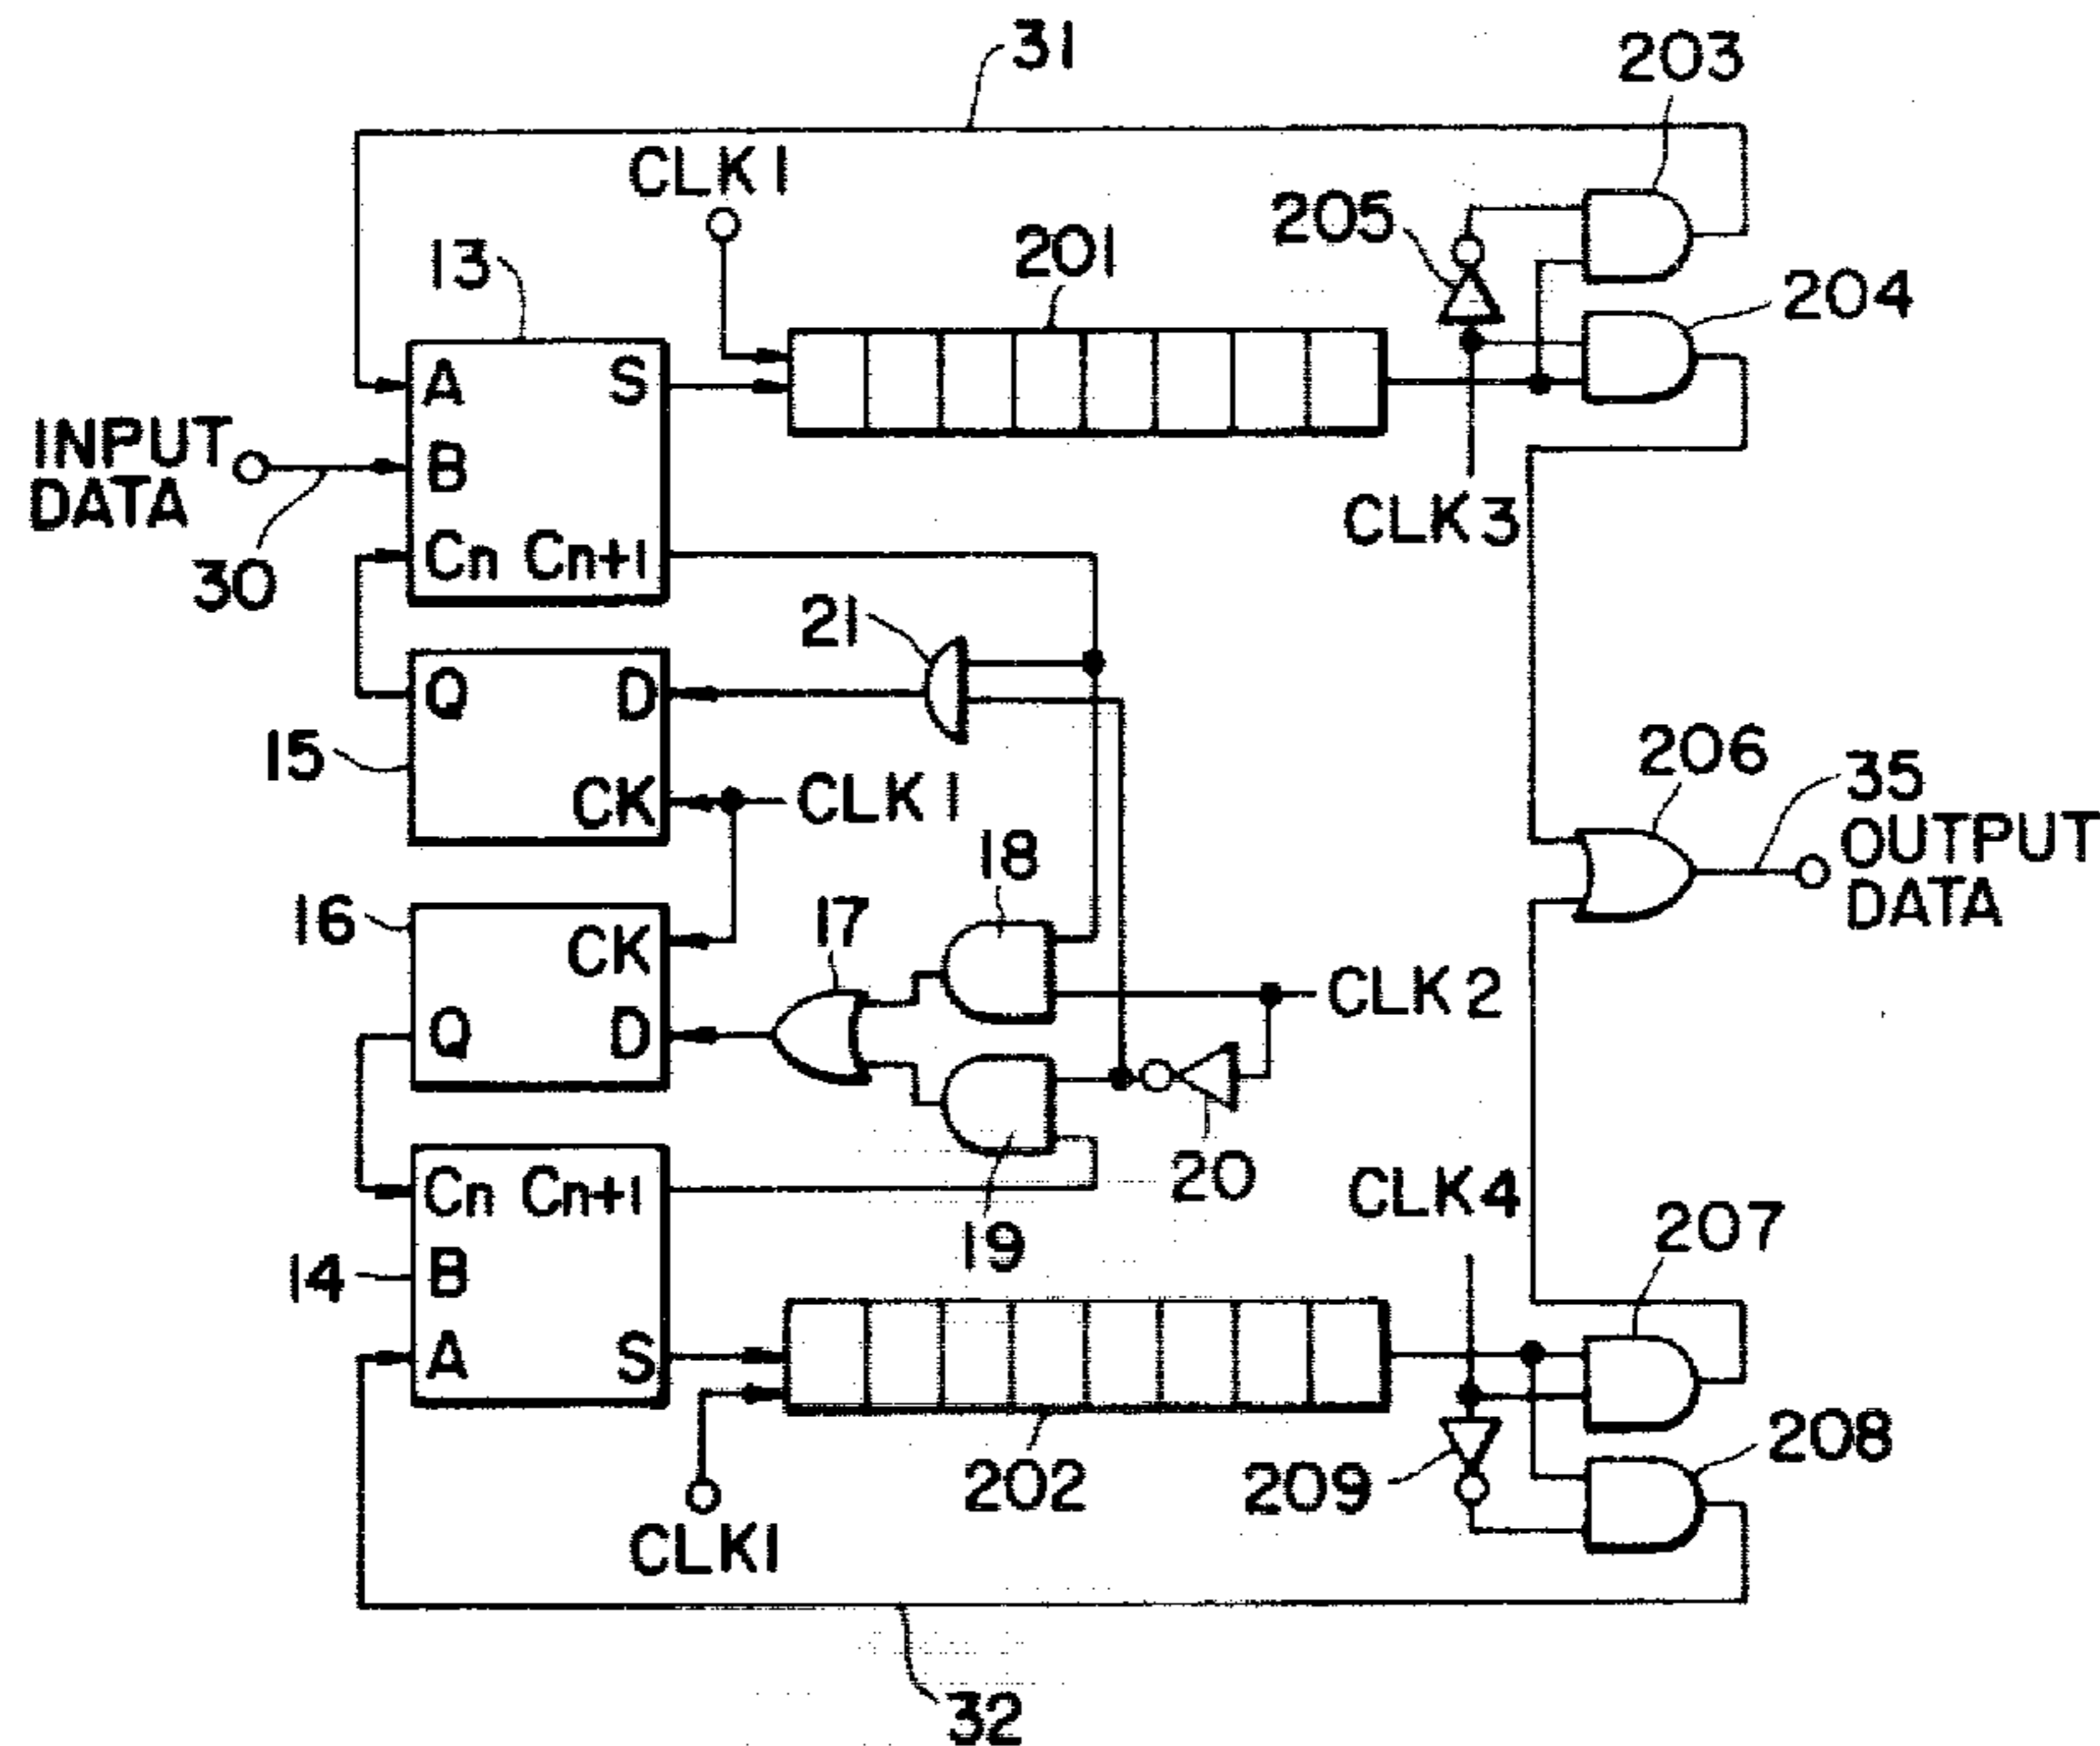 31
203
CLK1
205
201
13
204
A
S
INPUT
DATA
B
CLK3
Cn
Cn+1
30
21
Q
D
206
35
15
OUTPUT
DATA
CK
CLK1
18
17
16
CK
CLK2
Q
D
20
CLK4
Cn
Cn+1
207
19
14
B
A
S
208
209
202
CLK1
32